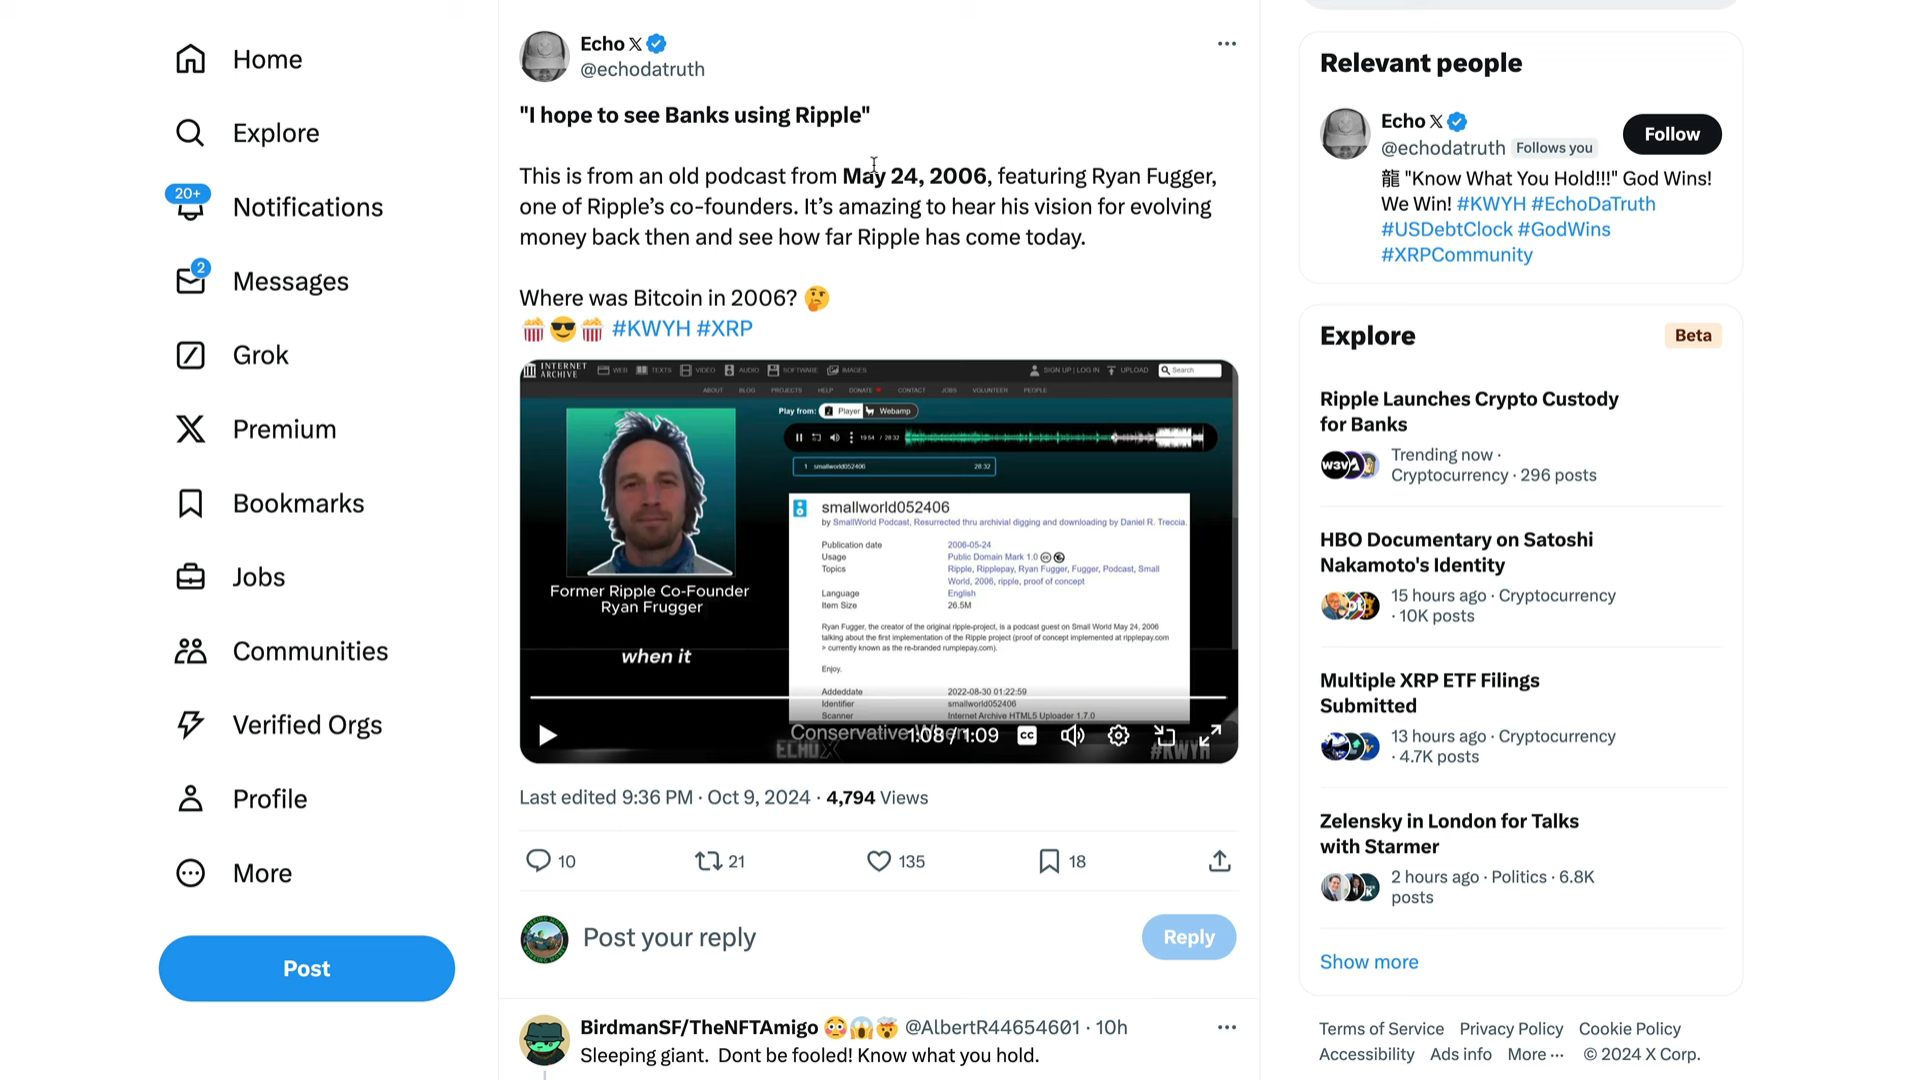 Home
Explore
20+
Notifications
2
Messages
Grok
Premium
Bookmarks
Jobs
Communities
Verified Orgs
Profile
More
Post
Echo X
@echodatruth
"I hope to see Banks using Ripple"
This is from an old podcast from May 24, 2006, featuring Ryan Fugger,
one of Ripple’s co-founders. It’s amazing to hear his vision for evolving
money back then and see how far Ripple has come today.
Where was Bitcoin in 2006? 🤔
🍿😎🍿 #KWYH #XRP
INTERNET
ARCHIVE
WEB TEXTS VIDEO AUDIO SOFTWARE IMAGES
SIGN UP | LOG IN UPLOAD Search
ABOUT BLOG PROJECTS HELP DONATE CONTACT JOBS VOLUNTEER PEOPLE
Play from: Player Webamp
19:54 / 28:32
1 smallworld052406 28:32
Former Ripple Co-Founder
Ryan Frugger
when it
smallworld052406
by SmallWorld Podcast, Resurrected thru archivial digging and downloading by Daniel R. Treccia.
Publication date 2006-05-24
Usage Public Domain Mark 1.0
Topics Ripple, Ripplepay, Ryan Fugger, Fugger, Podcast, Small
World, 2006, ripple, proof of concept
Language English
Item Size 26.5M
Ryan Fugger, the creator of the original ripple-project, is a podcast guest on Small World May 24, 2006
talking about the first implementation of the Ripple project (proof of concept implemented at ripplepay.com
> currently known as the re-branded rumplepay.com).
Enjoy.
Addeddate 2022-08-30 01:22:59
Identifier smallworld052406
Scanner Internet Archive HTML5 Uploader 1.7.0
Conservative
1:08 / 1:09
CC
ECHO X
#KWYH
Last edited 9:36 PM · Oct 9, 2024 · 4,794 Views
10
21
135
18
Post your reply
Reply
BirdmanSF/TheNFTAmigo 😳😱🤯 @AlbertR44654601 · 10h
Sleeping giant. Dont be fooled! Know what you hold.
Relevant people
Echo X
@echodatruth Follows you
Follow
龍 "Know What You Hold!!!" God Wins!
We Win! #KWYH #EchoDaTruth
#USDebtClock #GodWins
#XRPCommunity
Explore
Beta
Ripple Launches Crypto Custody
for Banks
Trending now ·
Cryptocurrency · 296 posts
HBO Documentary on Satoshi
Nakamoto's Identity
15 hours ago · Cryptocurrency
· 10K posts
Multiple XRP ETF Filings
Submitted
13 hours ago · Cryptocurrency
· 4.7K posts
Zelensky in London for Talks
with Starmer
2 hours ago · Politics · 6.8K
posts
Show more
Terms of Service Privacy Policy Cookie Policy
Accessibility Ads info More ··· © 2024 X Corp.